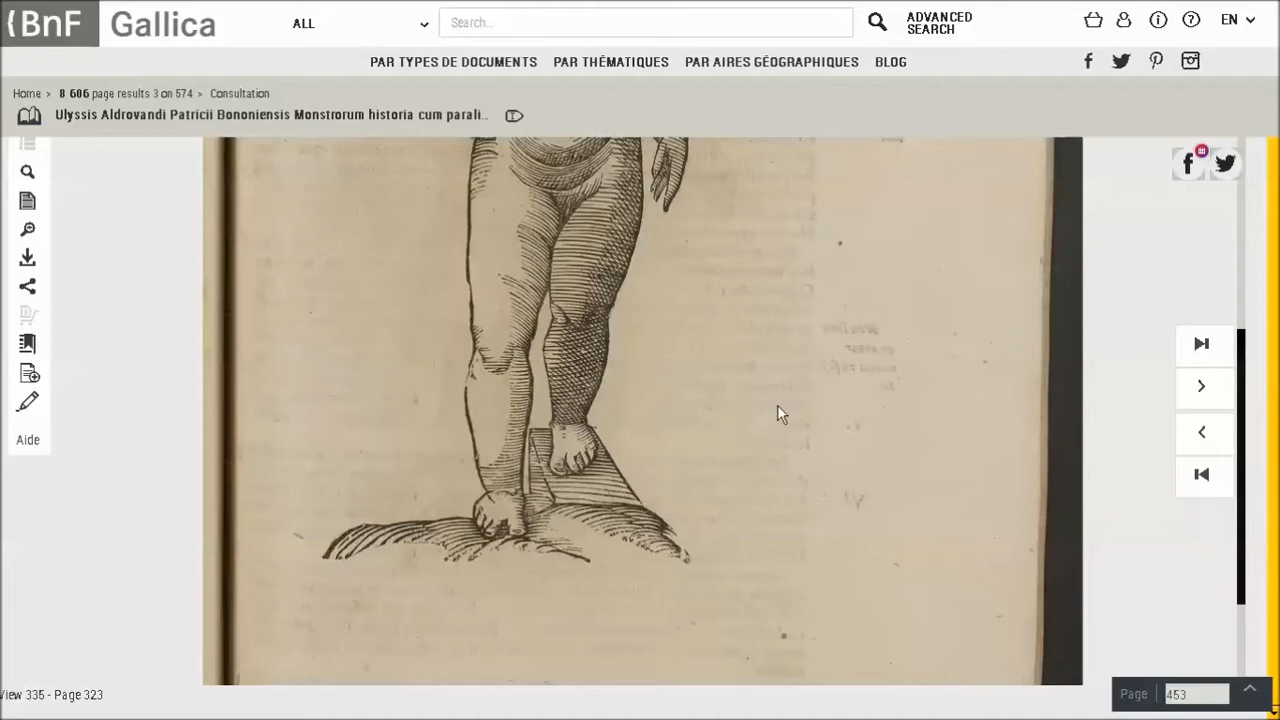 {BnF Gallica
ALL
Search...
ADVANCED
SEARCH
EN
PAR TYPES DE DOCUMENTS PAR THÉMATIQUES PAR AIRES GÉOGRAPHIQUES BLOG
Home > 8 606 page results 3 on 574 > Consultation
Ulyssis Aldrovandi Patricii Bononiensis Monstrorum historia cum parali...
Aide
View 335 - Page 323
Page 453